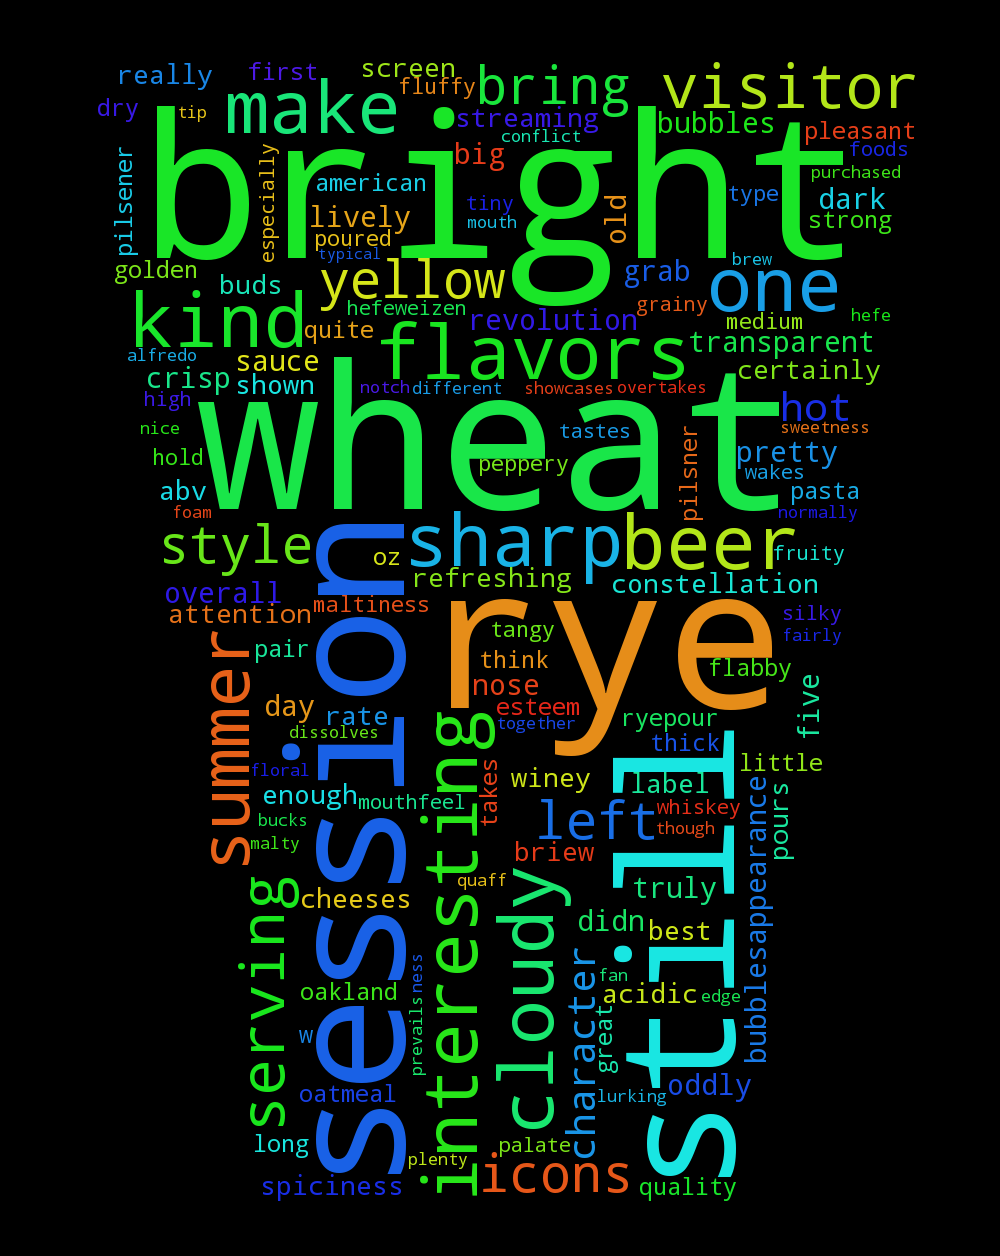 really
first
screen
fluffy
bring
visitor
dry
tip
make
streaming
bubbles
conflict
pleasant
bright
big
foods
pilsener
especially
american
purchased
tiny
type
dark
mouth
old
strong
lively
poured
typical
golden
buds
yellow
grab
brew
one
hefeweizen
grainy
kind
quite
revolution
medium
hefe
alfredo
sauce
flavors
transparent
crisp
shown
notch
different
showcases
overtakes
certainly
high
hot
nice
wheat
tastes
sweetness
hold
peppery
pilsner
pretty
wakes
abv
pasta
foam
normally
style
oz
sharp
beer
fruity
refreshing
constellation
overall
attention
maltiness
silky
session
rye
tangy
fairly
summer
pair
think
flabby
nose
day
rate
esteem
ryepour
five
dissolves
together
thick
floral
interesting
takes
winey
still
little
enough
mouthfeel
label
bucks
left
whiskey
pours
malty
though
briew
serving
cheeses
quaff
cloudy
truly
bubblesappearance
didn
best
oakland
prevails
ness
character
fan
acidic
edge
w
great
oatmeal
lurking
oddly
long
plenty
palate
spiciness
icons
quality